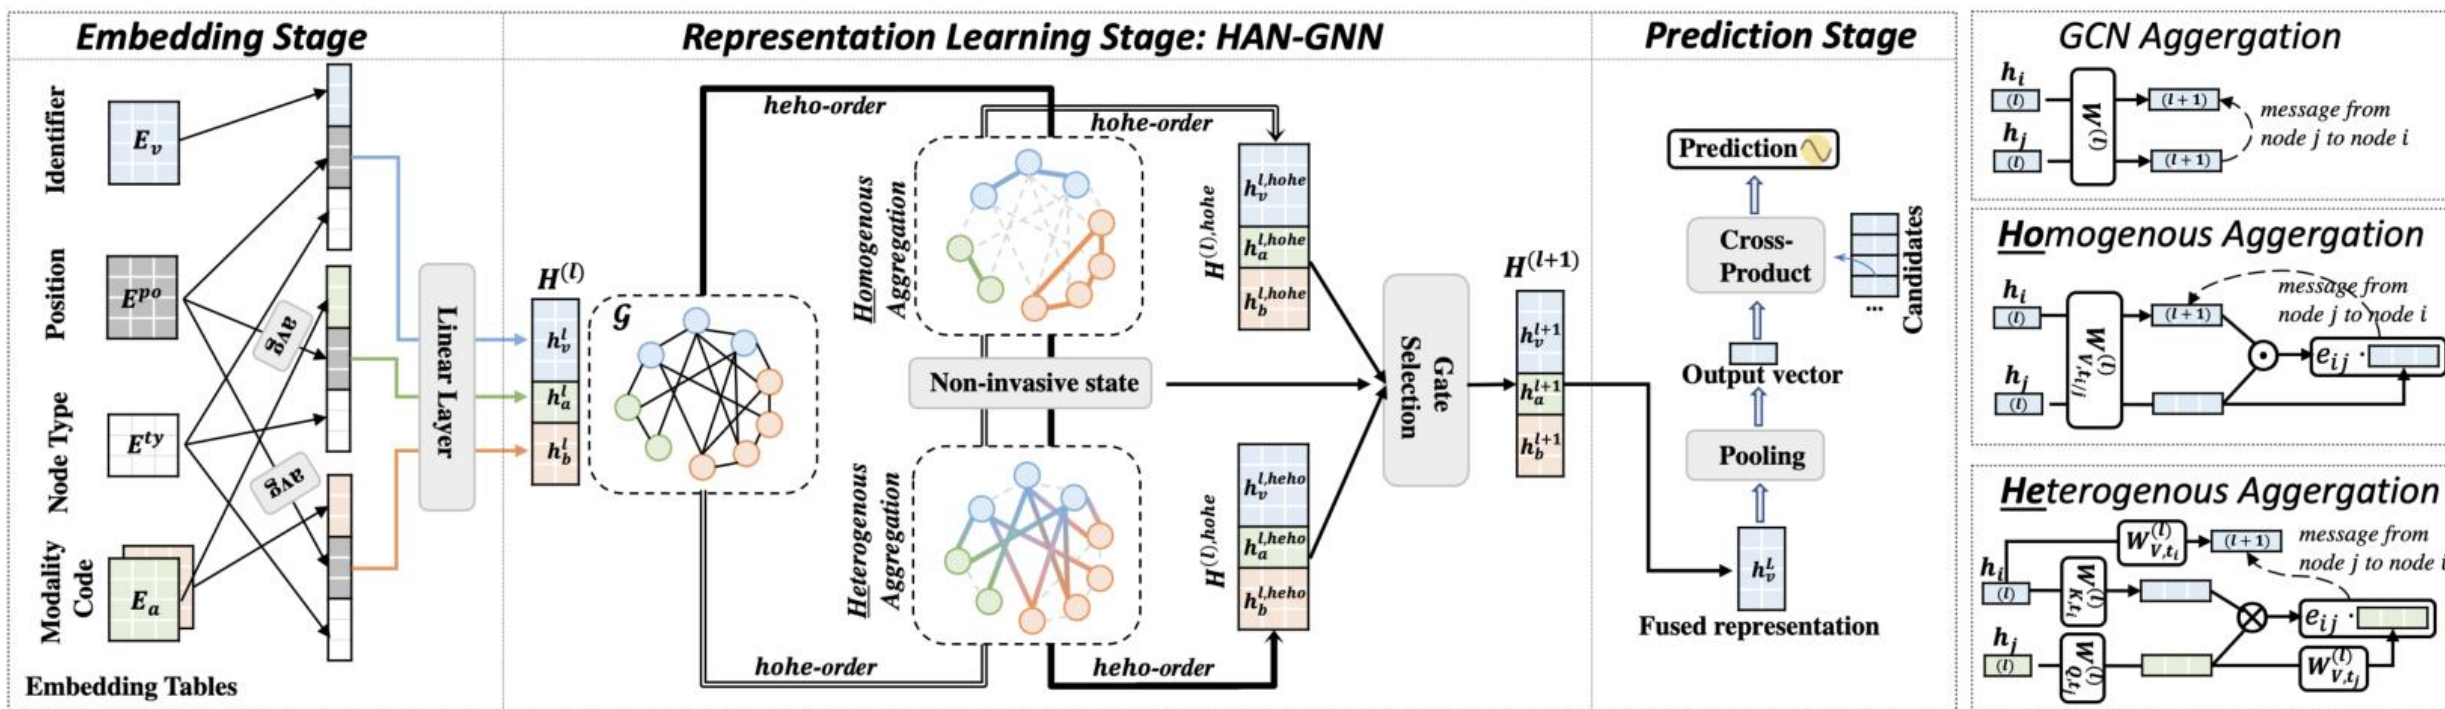 Embedding Stage
Identifier
E_v
Position
E^po
Node Type
E^ty
Modality
Code
E_a
avg
avg
Embedding Tables
Linear Layer
Representation Learning Stage: HAN-GNN
H^(l)
h_v^l
h_a^l
h_b^l
G
heho-order
hohe-order
Homogenous
Aggregation
Non-invasive state
Heterogenous
Aggregation
hohe-order
heho-order
H^(l),hohe
h_v^l,hohe
h_a^l,hohe
h_b^l,hohe
H^(l),hohe
h_v^l,heho
h_a^l,heho
h_b^l,heho
Gate
Selection
H^(l+1)
h_v^l+1
h_a^l+1
h_b^l+1
Prediction Stage
Prediction
Cross-
Product
Candidates
...
Output vector
Pooling
h_v^L
Fused representation
GCN Aggergation
h_i
(l)
W^(l)
(l+1)
h_j
(l)
(l+1)
message from
node j to node i
Homogenous Aggergation
h_i
(l)
W_V,t_i/j^(l)
(l+1)
message from
node j to node i
h_j
(l)
e_ij ·
Heterogenous Aggergation
W_V,t_i^(l)
(l+1)
message from
node j to node i
h_i
(l)
W_K,t_i^(l)
e_ij ·
h_j
(l)
W_Q,t_j^(l)
W_V,t_j^(l)